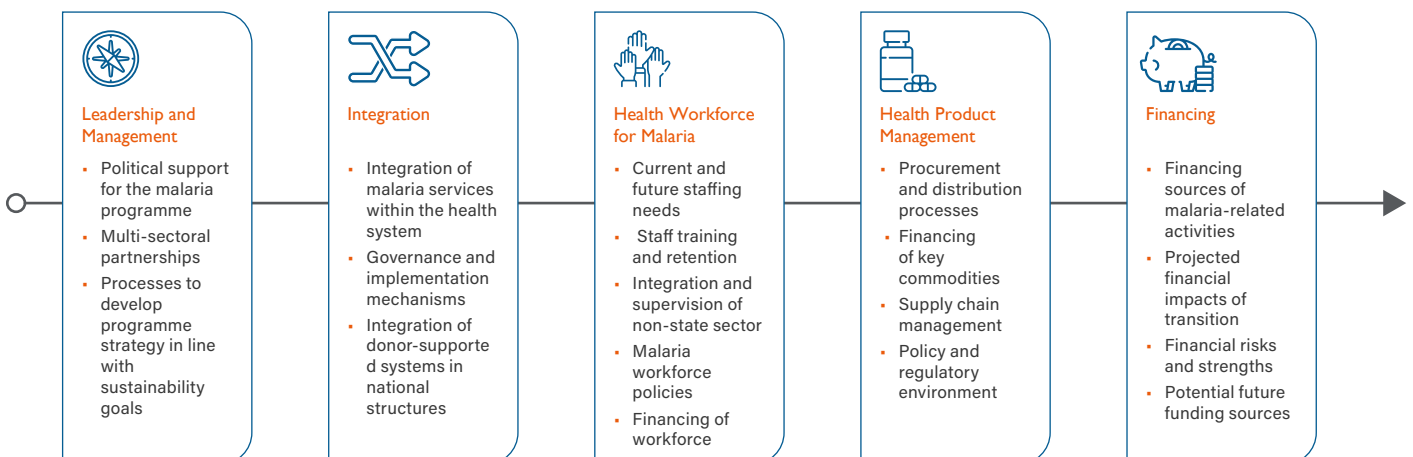 Leadership and
Management
▪ Political support
for the malaria
programme
▪ Multi-sectoral
partnerships
▪ Processes to
develop
programme
strategy in line
with
sustainability
goals
Integration
▪ Integration of
malaria services
within the health
system
▪ Governance and
implementation
mechanisms
▪ Integration of
donor-supporte
d systems in
national
structures
Health Workforce
for Malaria
▪ Current and
future staffing
needs
▪ Staff training
and retention
▪ Integration and
supervision of
non-state sector
▪ Malaria
workforce
policies
▪ Financing of
workforce
Health Product
Management
▪ Procurement
and distribution
processes
▪ Financing
of key
commodities
▪ Supply chain
management
▪ Policy and
regulatory
environment
Financing
▪ Financing
sources of
malaria-related
activities
▪ Projected
financial
impacts of
transition
▪ Financial risks
and strengths
▪ Potential future
funding sources